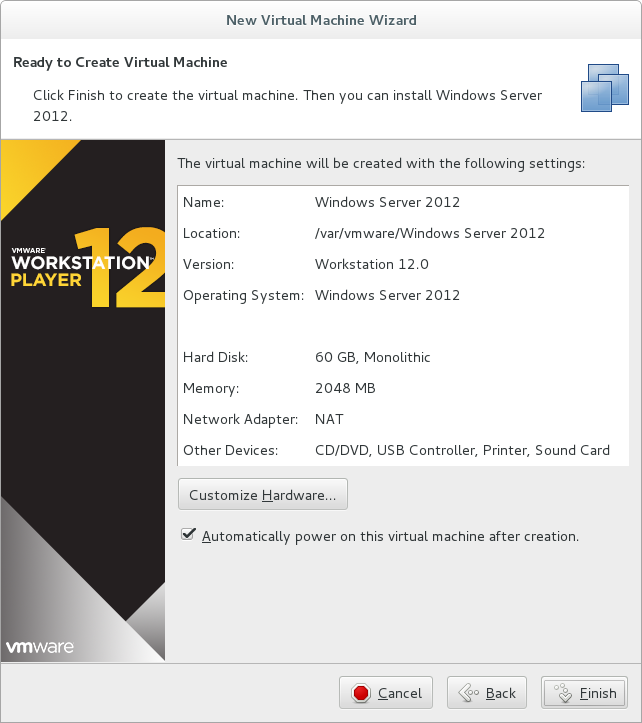 New Virtual Machine Wizard
Ready to Create Virtual Machine
Click Finish to create the virtual machine. Then you can install Windows Server
2012.
VMWARE
WORKSTATION™
PLAYER
12
vmware
The virtual machine will be created with the following settings:
Name: Windows Server 2012
Location: /var/vmware/Windows Server 2012
Version: Workstation 12.0
Operating System: Windows Server 2012
Hard Disk: 60 GB, Monolithic
Memory: 2048 MB
Network Adapter: NAT
Other Devices: CD/DVD, USB Controller, Printer, Sound Card
Customize Hardware...
Automatically power on this virtual machine after creation.
Cancel Back Finish